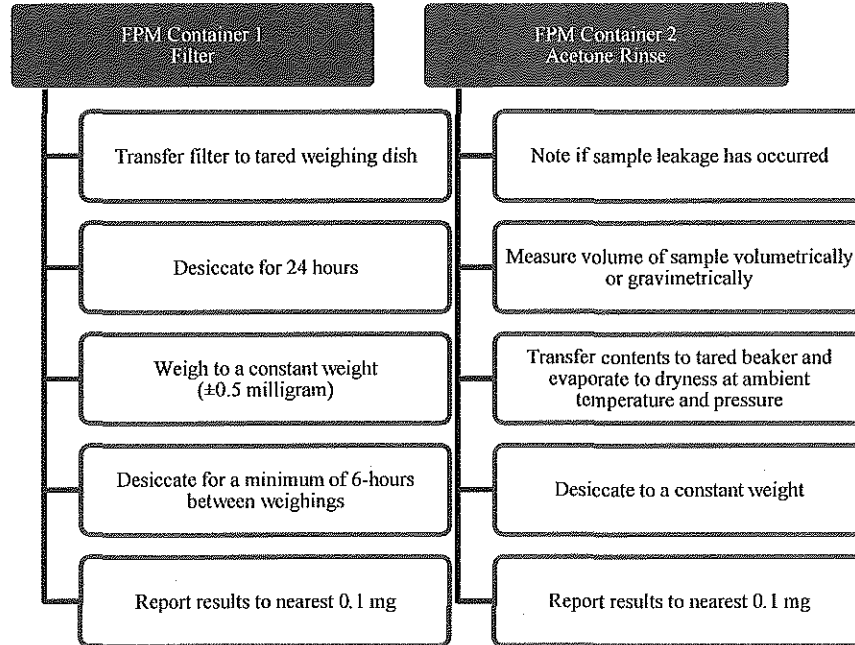 FPM Container 1
Filter
Transfer filter to tared weighing dish
Desiccate for 24 hours
Weigh to a constant weight
(±0.5 milligram)
Desiccate for a minimum of 6-hours
between weighings
Report results to nearest 0.1 mg
FPM Container 2
Acetone Rinse
Note if sample leakage has occurred
Measure volume of sample volumetrically
or gravimetrically
Transfer contents to tared beaker and
evaporate to dryness at ambient
temperature and pressure
Desiccate to a constant weight
Report results to nearest 0.1 mg